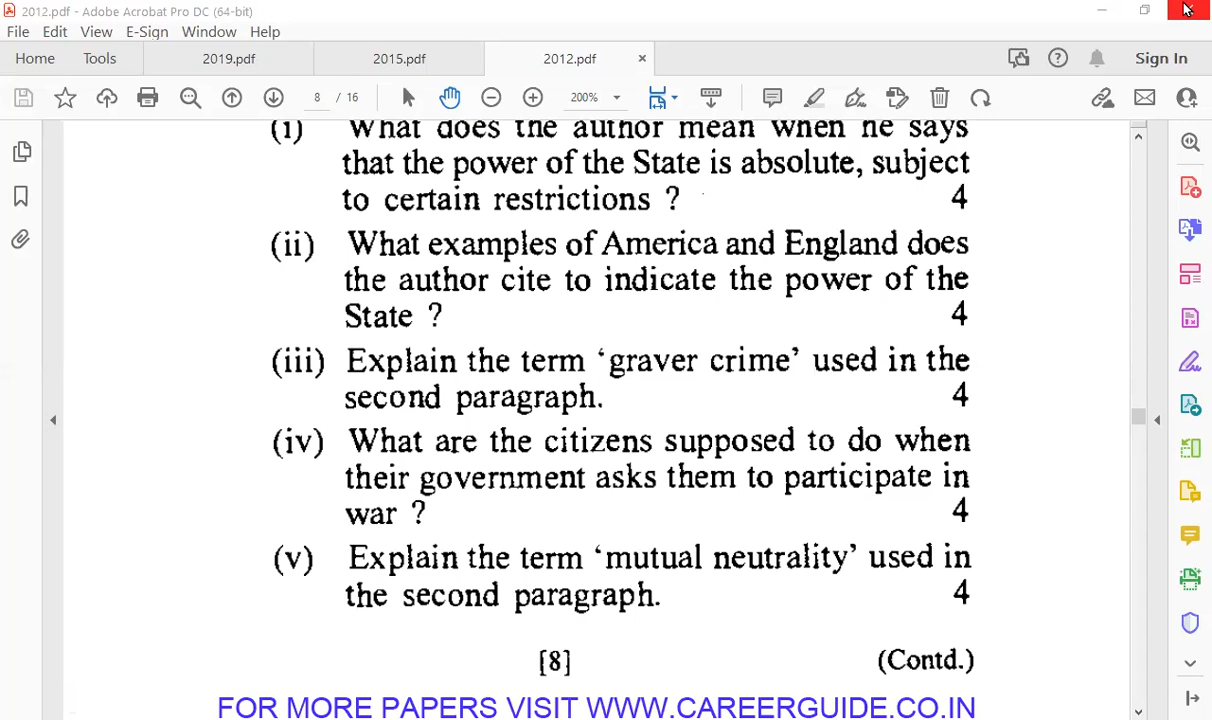 2012.pdf - Adobe Acrobat Pro DC (64-bit)
File Edit View E-Sign Window Help
Home Tools 2019.pdf 2015.pdf 2012.pdf × Sign In
8 / 16 200%
(i) What does the author mean when he says
that the power of the State is absolute, subject
to certain restrictions ? 4
(ii) What examples of America and England does
the author cite to indicate the power of the
State ? 4
(iii) Explain the term ‘graver crime’ used in the
second paragraph. 4
(iv) What are the citizens supposed to do when
their government asks them to participate in
war ? 4
(v) Explain the term ‘mutual neutrality’ used in
the second paragraph. 4
[8] (Contd.)
FOR MORE PAPERS VISIT WWW.CAREERGUIDE.CO.IN